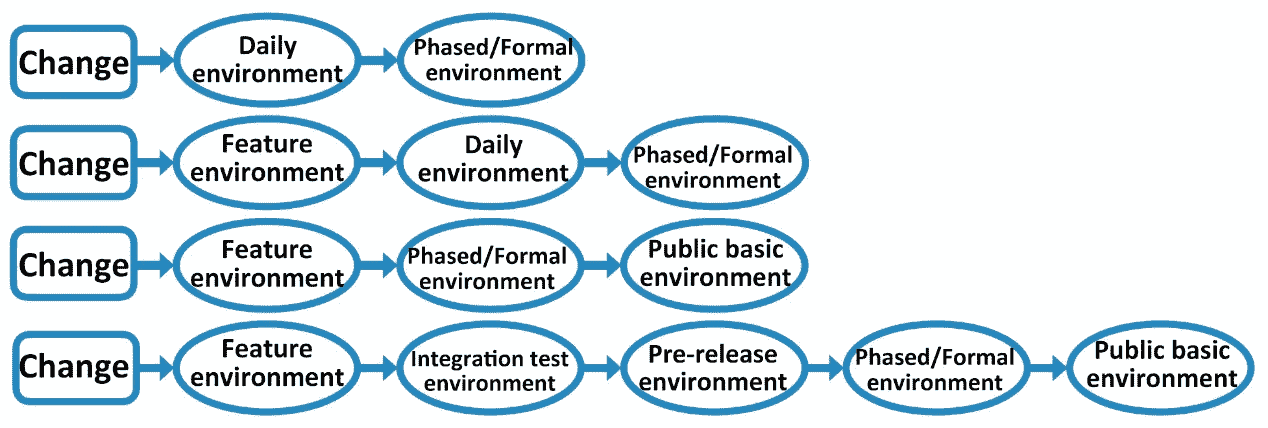 Change
Daily
environment
Phased/Formal
environment
Change
Feature
environment
Daily
environment
Phased/Formal
environment
Change
Feature
environment
Phased/Formal
environment
Public basic
environment
Change
Feature
environment
Integration test
environment
Pre-release
environment
Phased/Formal
environment
Public basic
environment